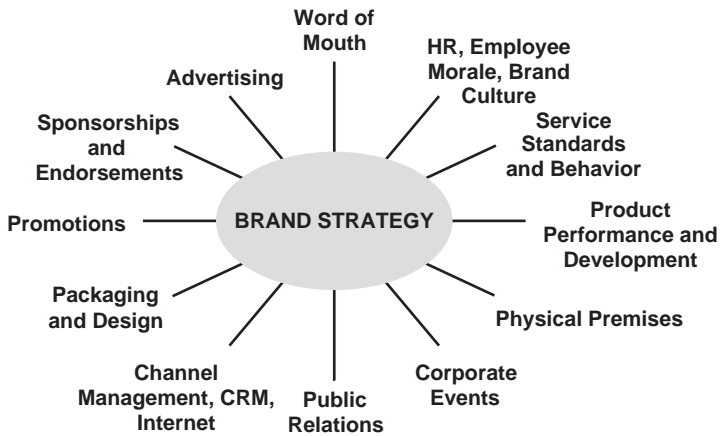 Word of
Mouth
HR, Employee
Morale, Brand
Culture
Service
Standards
and Behavior
Product
Performance and
Development
Physical Premises
Corporate
Events
Public
Relations
Channel
Management, CRM,
Internet
Packaging
and Design
Promotions
Sponsorships
and
Endorsements
Advertising
BRAND STRATEGY